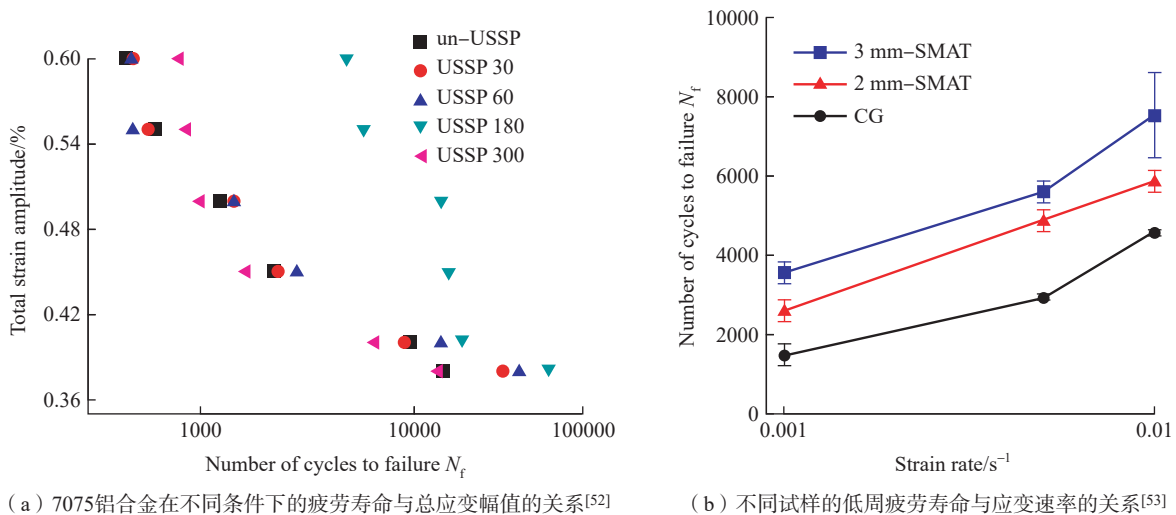 0.60
0.54
0.48
0.42
0.36
Total strain amplitude/%
un−USSP
USSP 30
USSP 60
USSP 180
USSP 300
1000
10000
100000
Number of cycles to failure Nf
(a) 7075铝合金在不同条件下的疲劳寿命与总应变幅值的关系[52]
10000
8000
6000
4000
2000
0
Number of cycles to failure Nf
3 mm−SMAT
2 mm−SMAT
CG
0.001
0.01
Strain rate/s−1
(b) 不同试样的低周疲劳寿命与应变速率的关系[53]